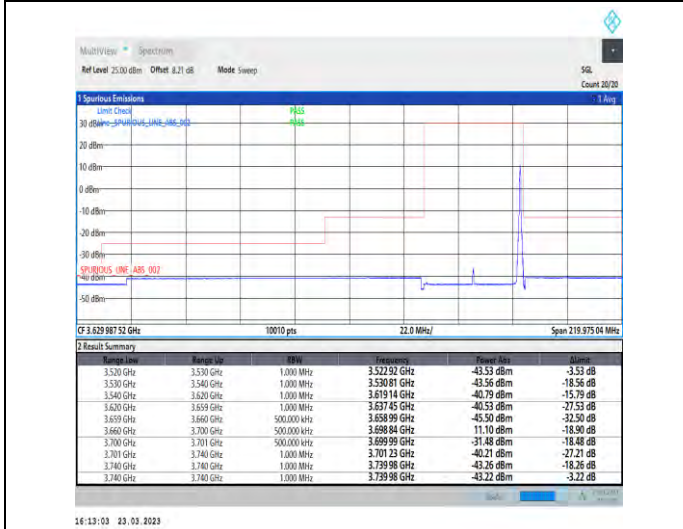 MultiView Spectrum
Ref Level 25.00 dBm Offset 8.21 dB Mode Sweep SGL
Count 20/20
1 Spurious Emissions 1 Avg
Limit Check PASS
30 dBm Line _SPURIOUS_LINE_ABS_002 PASS
20 dBm
10 dBm
0 dBm
-10 dBm
-20 dBm
-30 dBm
SPURIOUS_LINE_ABS_002
-40 dBm
-50 dBm
CF 3.629 987 52 GHz 10010 pts 22.0 MHz/ Span 219.975 04 MHz
2 Result Summary
Range Low Range Up RBW Frequency Power Abs ΔLimit
3.520 GHz 3.530 GHz 1.000 MHz 3.522 92 GHz -43.53 dBm -3.53 dB
3.530 GHz 3.540 GHz 1.000 MHz 3.530 81 GHz -43.56 dBm -18.56 dB
3.540 GHz 3.620 GHz 1.000 MHz 3.619 14 GHz -40.79 dBm -15.79 dB
3.620 GHz 3.659 GHz 1.000 MHz 3.637 45 GHz -40.53 dBm -27.53 dB
3.659 GHz 3.660 GHz 500.000 kHz 3.658 99 GHz -45.50 dBm -32.50 dB
3.660 GHz 3.700 GHz 500.000 kHz 3.698 84 GHz 11.10 dBm -18.90 dB
3.700 GHz 3.701 GHz 500.000 kHz 3.699 99 GHz -31.48 dBm -18.48 dB
3.701 GHz 3.740 GHz 1.000 MHz 3.701 23 GHz -40.21 dBm -27.21 dB
3.740 GHz 3.740 GHz 1.000 MHz 3.739 98 GHz -43.26 dBm -18.26 dB
3.740 GHz 3.740 GHz 1.000 MHz 3.739 98 GHz -43.22 dBm -3.22 dB
16:13:03 23.03.2023